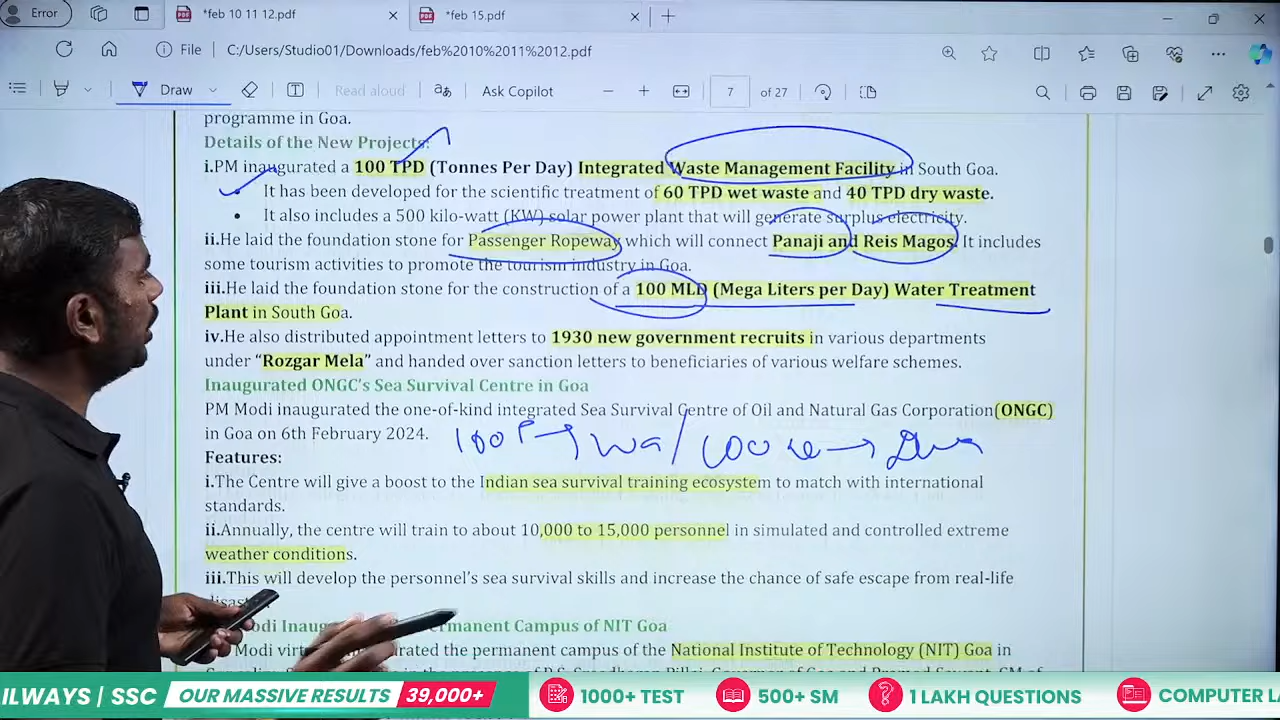 Error
*feb 10 11 12.pdf
*feb 15.pdf
File
C:/Users/Studio01/Downloads/feb%2010%2011%2012.pdf
Draw
Read aloud
Ask Copilot
7
of 27
programme in Goa.
Details of the New Projects:
i.PM inaugurated a 100 TPD (Tonnes Per Day) Integrated Waste Management Facility in South Goa.
• It has been developed for the scientific treatment of 60 TPD wet waste and 40 TPD dry waste.
• It also includes a 500 kilo-watt (KW) solar power plant that will generate surplus electricity.
ii.He laid the foundation stone for Passenger Ropeway which will connect Panaji and Reis Magos. It includes
some tourism activities to promote the tourism industry in Goa.
iii.He laid the foundation stone for the construction of a 100 MLD (Mega Liters per Day) Water Treatment
Plant in South Goa.
iv.He also distributed appointment letters to 1930 new government recruits in various departments
under “Rozgar Mela” and handed over sanction letters to beneficiaries of various welfare schemes.
Inaugurated ONGC’s Sea Survival Centre in Goa
PM Modi inaugurated the one-of-kind integrated Sea Survival Centre of Oil and Natural Gas Corporation(ONGC)
in Goa on 6th February 2024.
Features:
i.The Centre will give a boost to the Indian sea survival training ecosystem to match with international
standards.
ii.Annually, the centre will train to about 10,000 to 15,000 personnel in simulated and controlled extreme
weather conditions.
iii.This will develop the personnel’s sea survival skills and increase the chance of safe escape from real-life
Campus of NIT Goa
National Institute of Technology (NIT) Goa in
ILWAYS | SSC
OUR MASSIVE RESULTS 39,000+
1000+ TEST
500+ SM
1 LAKH QUESTIONS
COMPUTER LA